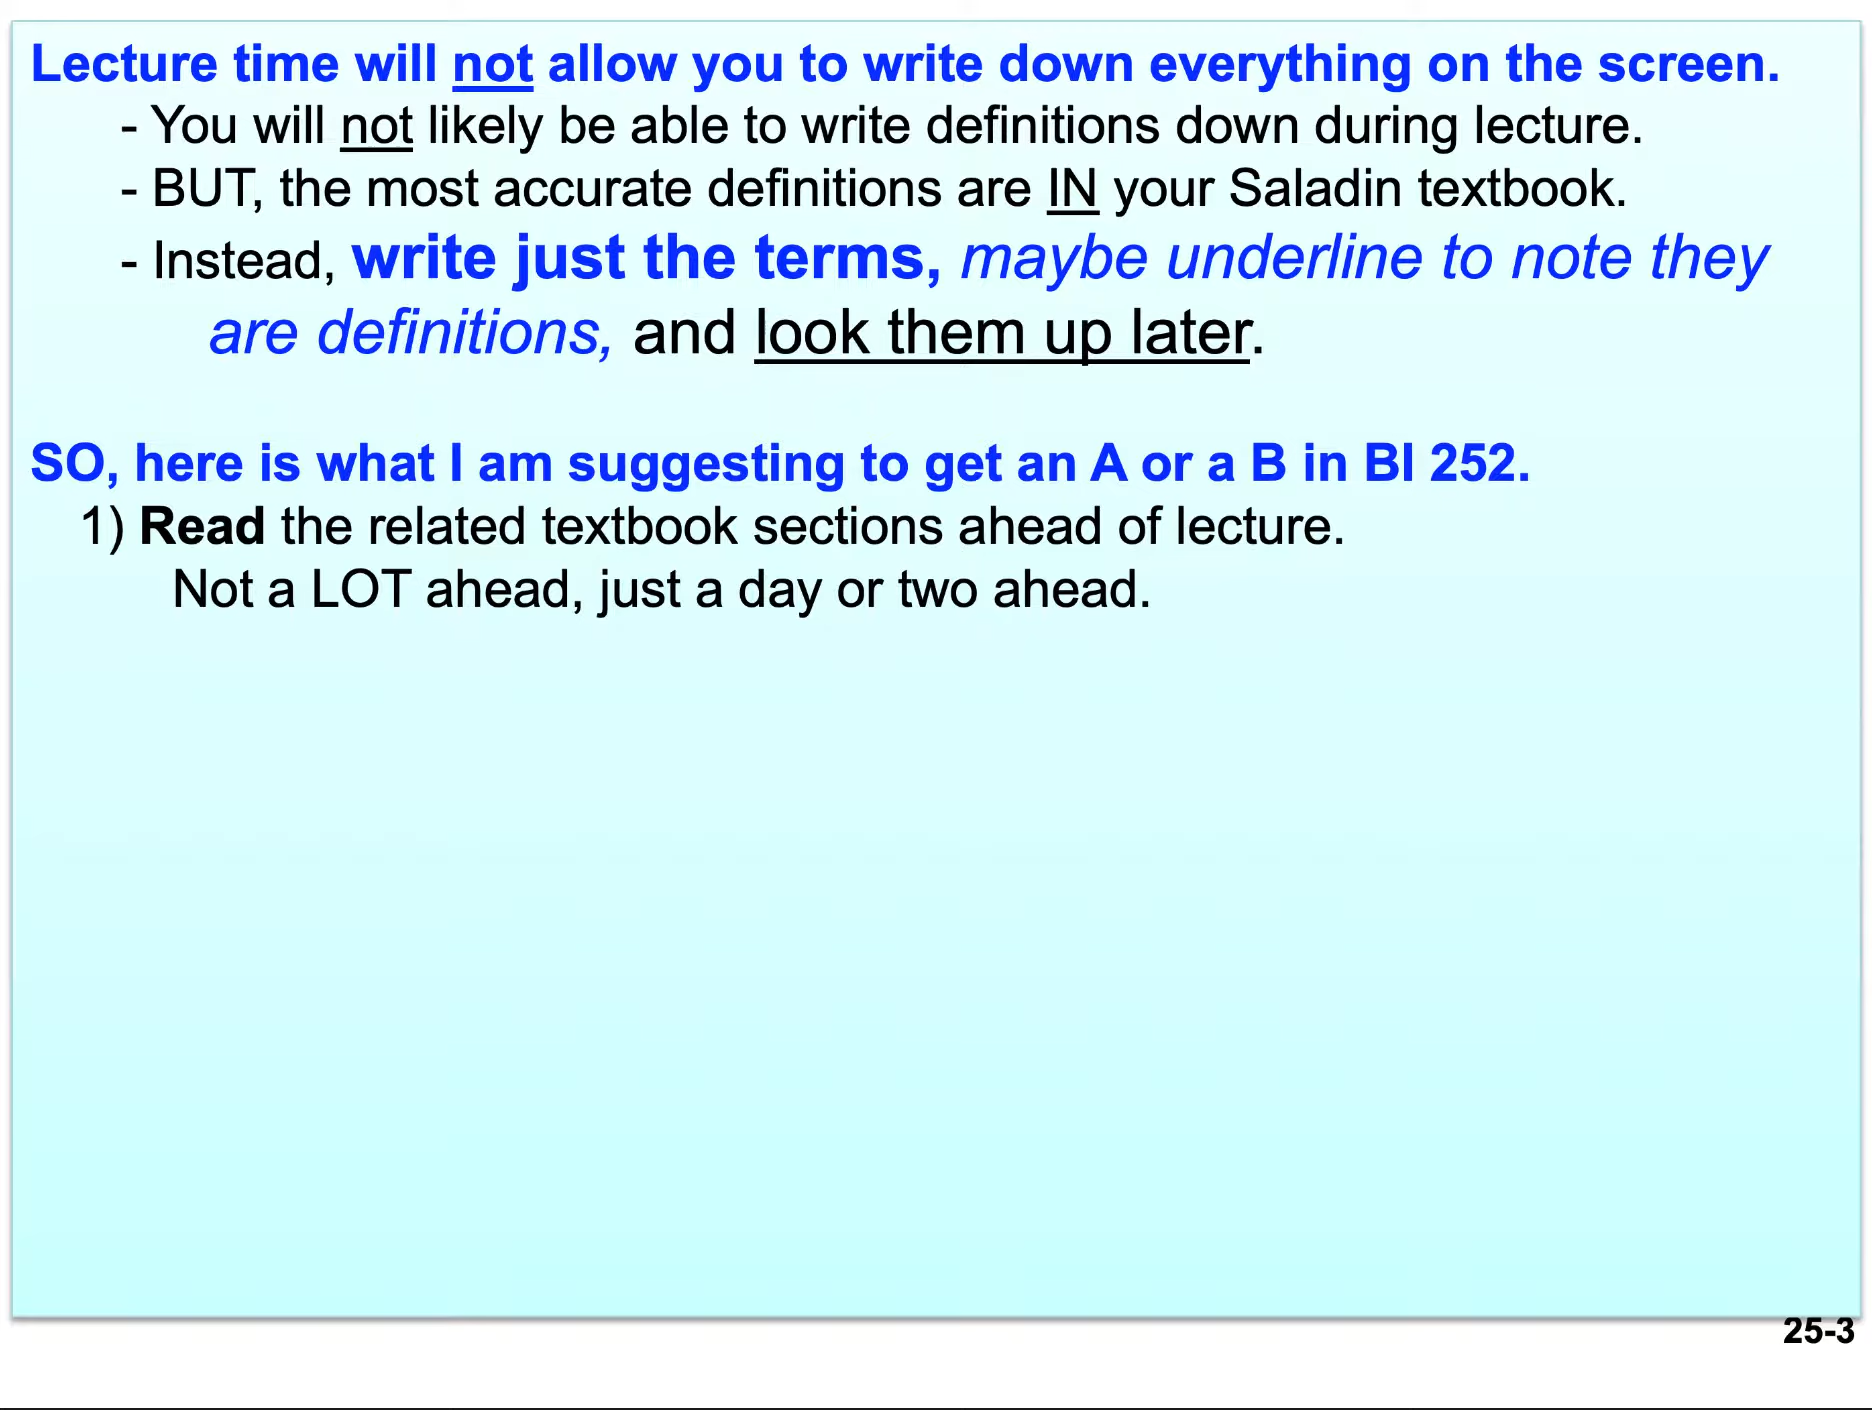 Lecture time will not allow you to write down everything on the screen.
- You will not likely be able to write definitions down during lecture.
- BUT, the most accurate definitions are IN your Saladin textbook.
- Instead, write just the terms, maybe underline to note they
are definitions, and look them up later.
SO, here is what I am suggesting to get an A or a B in BI 252.
1) Read the related textbook sections ahead of lecture.
Not a LOT ahead, just a day or two ahead.
25-3